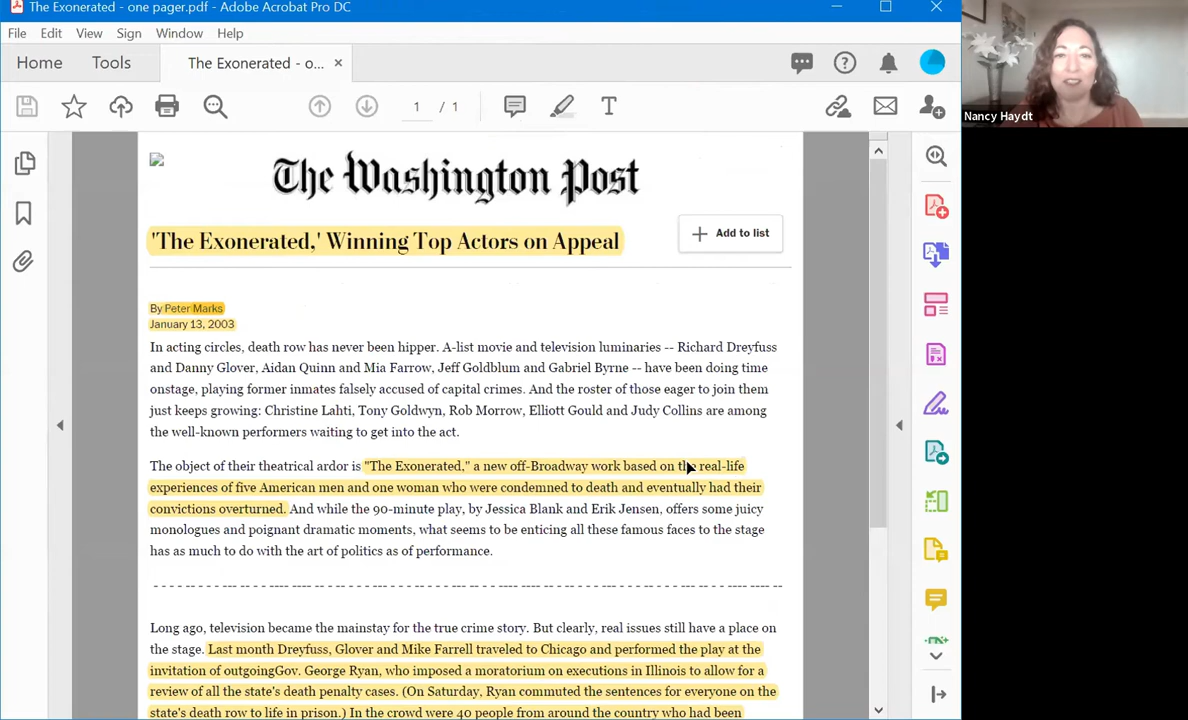 The Exonerated - one pager.pdf - Adobe Acrobat Pro DC
File Edit View Sign Window Help
Home Tools The Exonerated - o... ×
1 / 1
Nancy Haydt
The Washington Post
'The Exonerated,' Winning Top Actors on Appeal
Add to list
By Peter Marks
January 13, 2003
In acting circles, death row has never been hipper. A-list movie and television luminaries -- Richard Dreyfuss
and Danny Glover, Aidan Quinn and Mia Farrow, Jeff Goldblum and Gabriel Byrne -- have been doing time
onstage, playing former inmates falsely accused of capital crimes. And the roster of those eager to join them
just keeps growing: Christine Lahti, Tony Goldwyn, Rob Morrow, Elliott Gould and Judy Collins are among
the well-known performers waiting to get into the act.
The object of their theatrical ardor is "The Exonerated," a new off-Broadway work based on the real-life
experiences of five American men and one woman who were condemned to death and eventually had their
convictions overturned. And while the 90-minute play, by Jessica Blank and Erik Jensen, offers some juicy
monologues and poignant dramatic moments, what seems to be enticing all these famous faces to the stage
has as much to do with the art of politics as of performance.
Long ago, television became the mainstay for the true crime story. But clearly, real issues still have a place on
the stage. Last month Dreyfuss, Glover and Mike Farrell traveled to Chicago and performed the play at the
invitation of outgoingGov. George Ryan, who imposed a moratorium on executions in Illinois to allow for a
review of all the state's death penalty cases. (On Saturday, Ryan commuted the sentences for everyone on the
state's death row to life in prison.) In the crowd were 40 people from around the country who had been